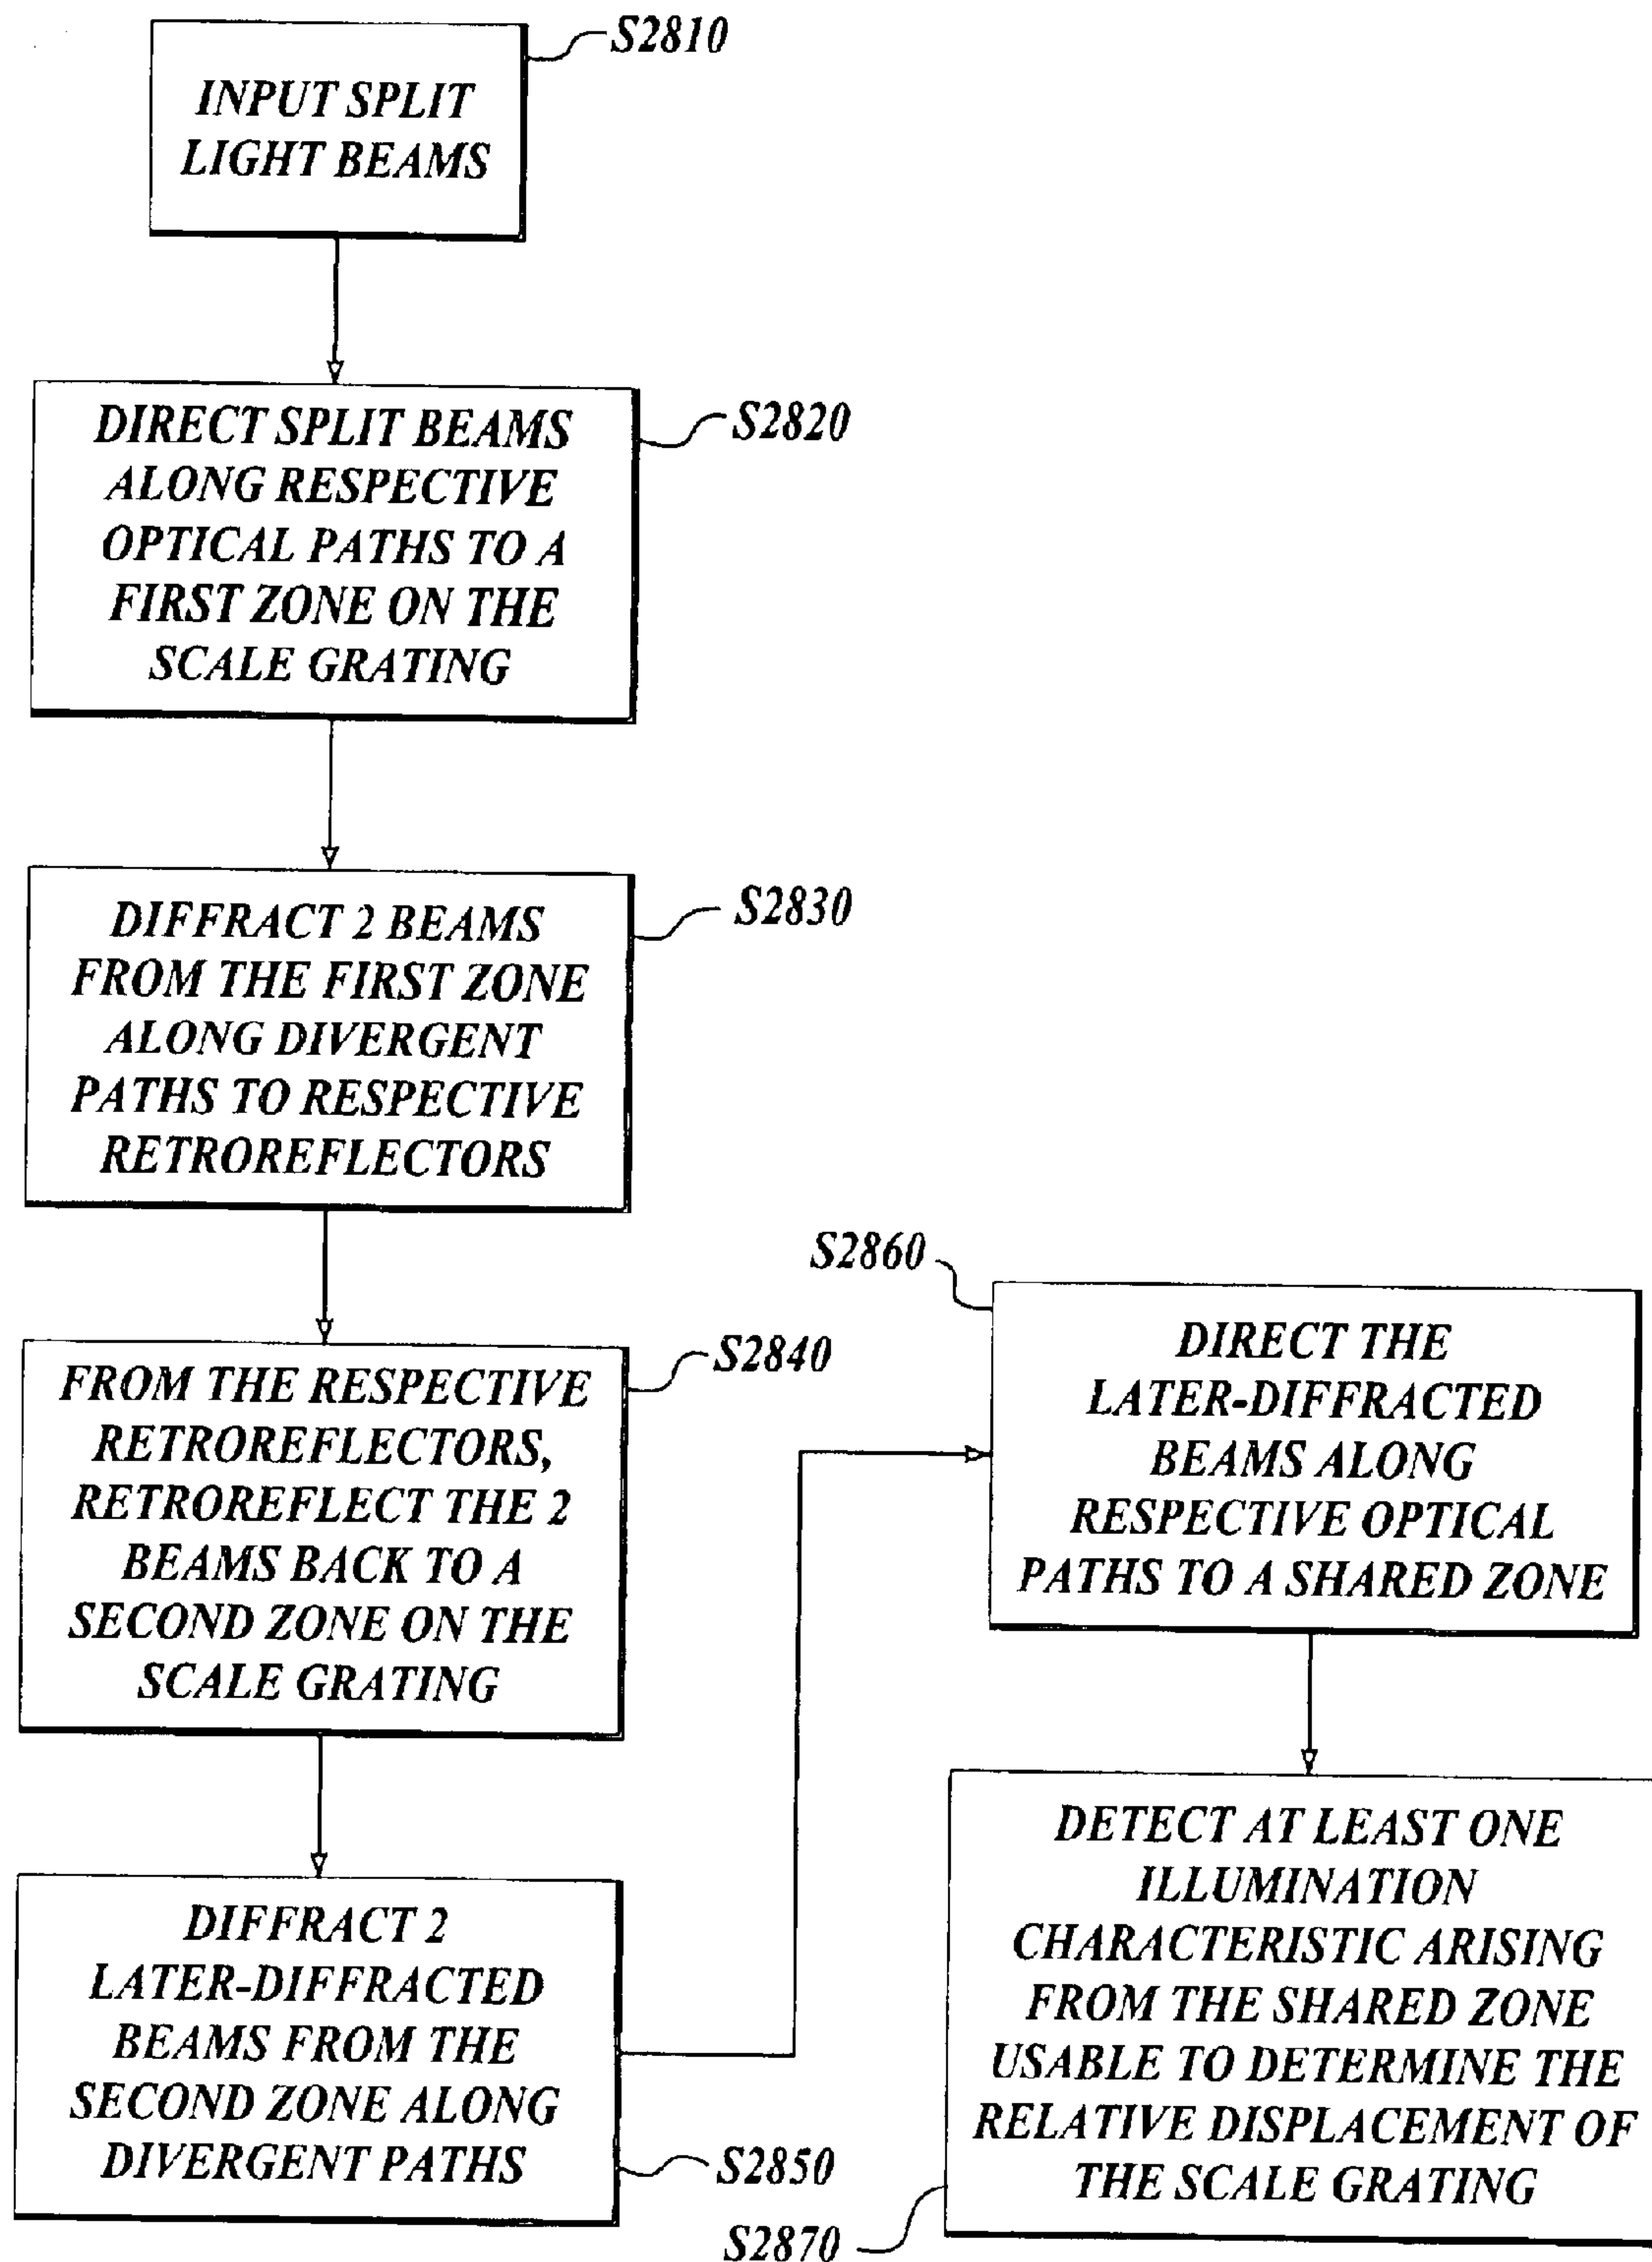 S2810
INPUT SPLIT
LIGHT BEAMS
S2820
DIRECT SPLIT BEAMS
ALONG RESPECTIVE
OPTICAL PATHS TO A
FIRST ZONE ON THE
SCALE GRATING
S2830
DIFFRACT 2 BEAMS
FROM THE FIRST ZONE
ALONG DIVERGENT
PATHS TO RESPECTIVE
RETROREFLECTORS
S2840
FROM THE RESPECTIVE
RETROREFLECTORS,
RETROREFLECT THE 2
BEAMS BACK TO A
SECOND ZONE ON THE
SCALE GRATING
DIFFRACT 2
LATER-DIFFRACTED
BEAMS FROM THE
SECOND ZONE ALONG
DIVERGENT PATHS
S2850
S2860
DIRECT THE
LATER-DIFFRACTED
BEAMS ALONG
RESPECTIVE OPTICAL
PATHS TO A SHARED ZONE
DETECT AT LEAST ONE
ILLUMINATION
CHARACTERISTIC ARISING
FROM THE SHARED ZONE
USABLE TO DETERMINE THE
RELATIVE DISPLACEMENT OF
THE SCALE GRATING
S2870